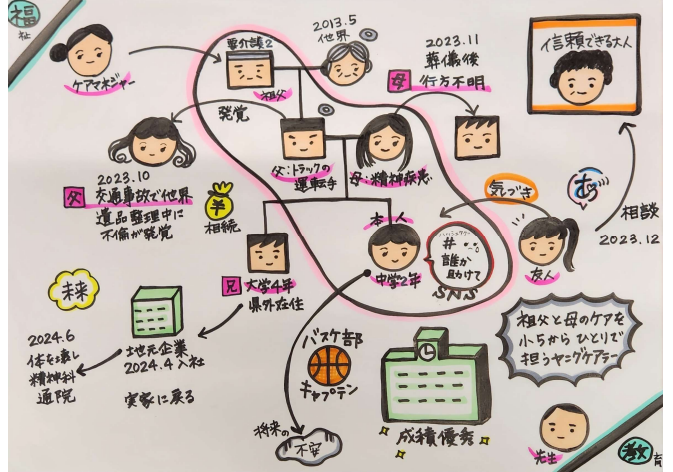 福
祉
ケアマネジャー
要介護2
祖父
2013.5
他界
2023.11
葬儀後
行方不明
母
信頼できる大人
発覚
父:トラックの
運転手
母:精神疾患
2023.10
父 交通事故で他界
遺品整理中に
不倫が発覚
¥
相続
本人
中学2年
#
誰か
助けて
SNS
気づき
友人
相談
2023.12
兄 大学4年
県外在住
未来
地元企業
2024.4入社
実家に戻る
2024.6
体を壊し
精神科
通院
バスケ部
キャプテン
成績優秀
将来の
不安
祖父と母のケアを
小5からひとりで
担うヤングケアラー
先生
教
育